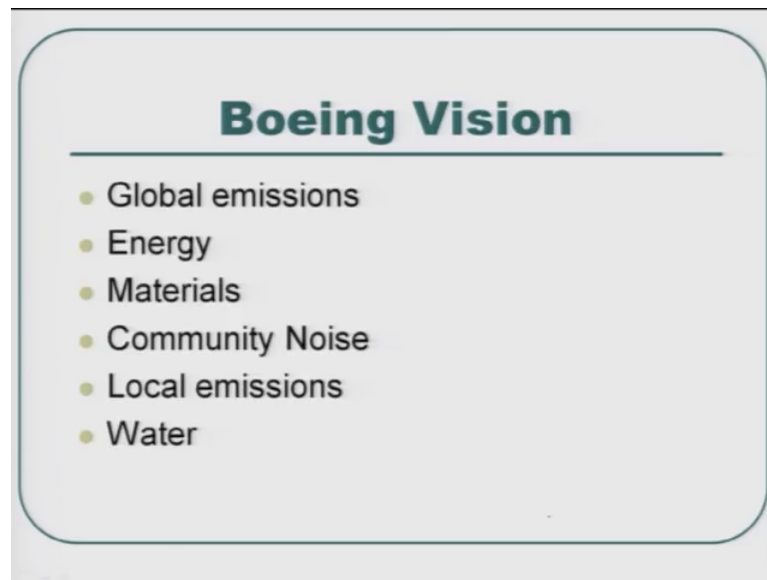 Boeing Vision
Global emissions
Energy
Materials
Community Noise
Local emissions
Water